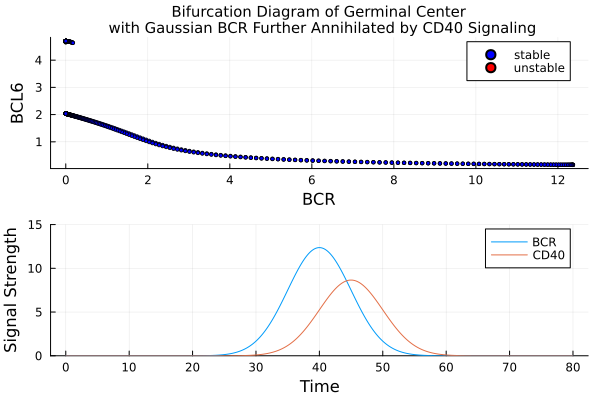 Bifurcation Diagram of Germinal Center
with Gaussian BCR Further Annihilated by CD40 Signaling
BCL6
4
3
2
1
stable
unstable
0 2 4 6 8 10 12
BCR
Signal Strength
15
10
5
0
BCR
CD40
0 10 20 30 40 50 60 70 80
Time